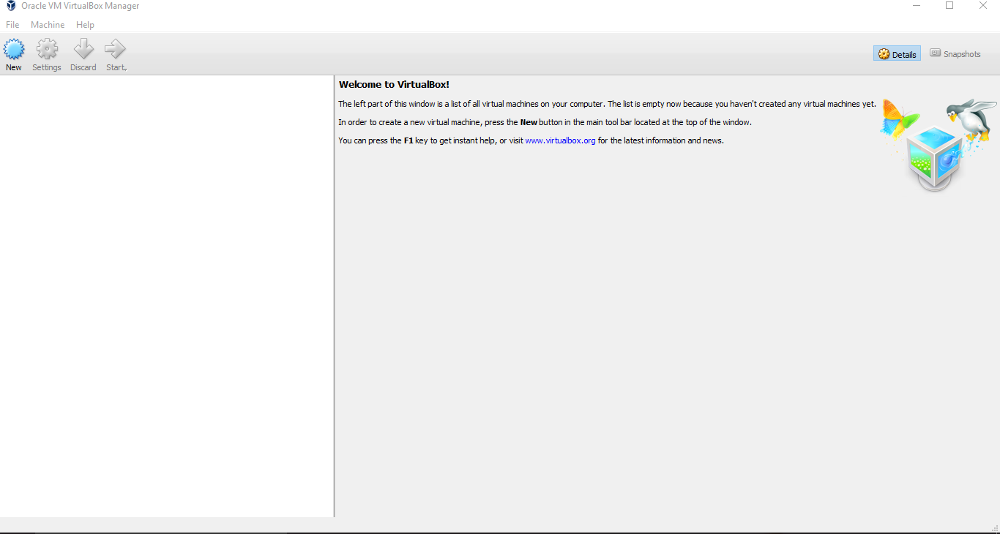 Oracle VM VirtualBox Manager
File Machine Help
New Settings Discard Start
Details Snapshots
Welcome to VirtualBox!
The left part of this window is a list of all virtual machines on your computer. The list is empty now because you haven't created any virtual machines yet.
In order to create a new virtual machine, press the New button in the main tool bar located at the top of the window.
You can press the F1 key to get instant help, or visit www.virtualbox.org for the latest information and news.